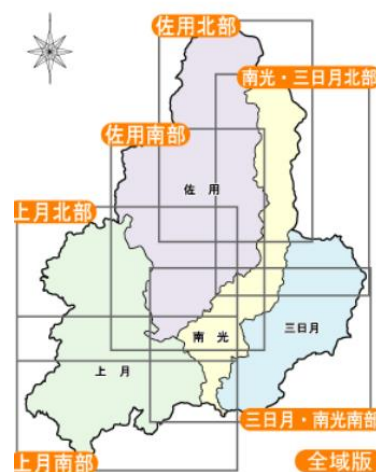 佐用北部
南光・三日月北部
佐用南部
佐用
上月北部
南光
三日月
上月
三日月・南光南部
上月南部
全域版